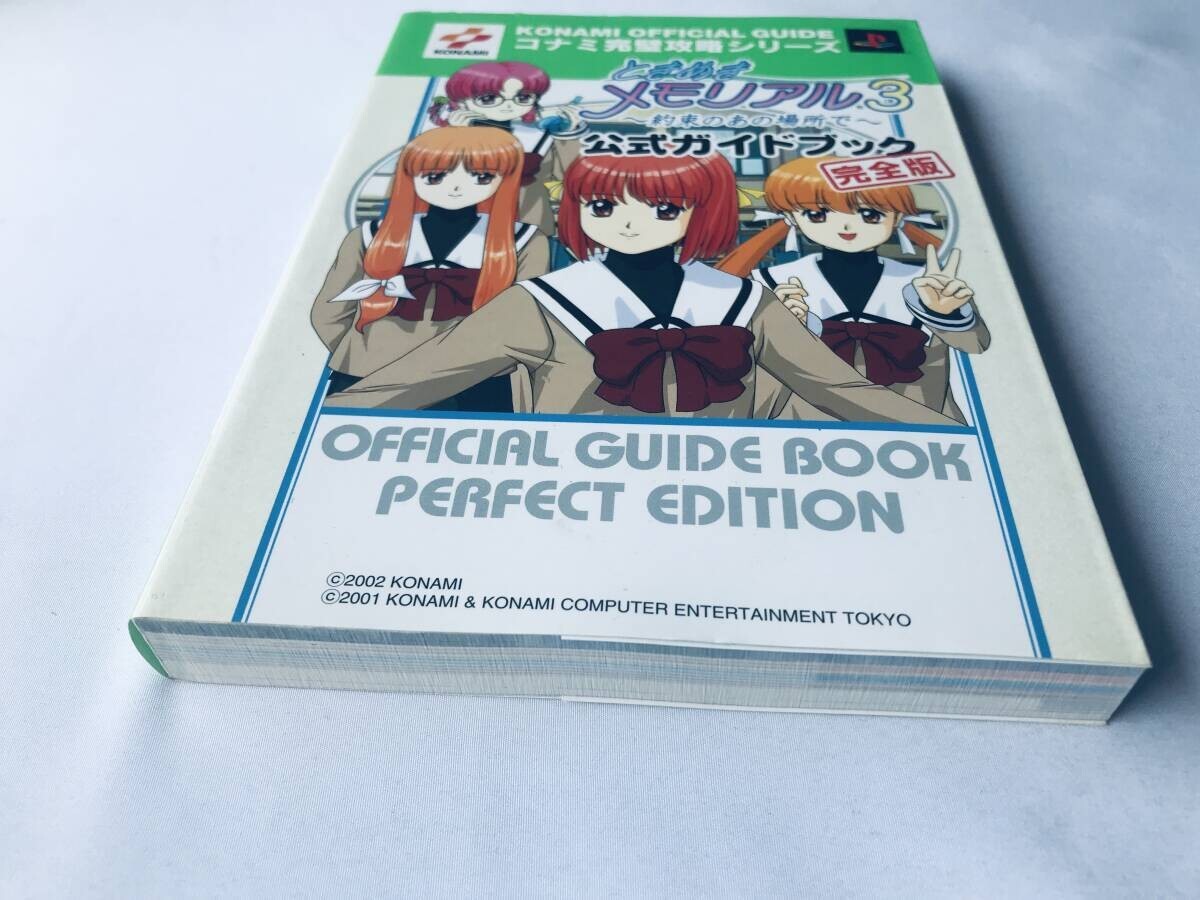 KONAMI
KONAMI OFFICIAL GUIDE
コナミ完璧攻略シリーズ
ときめき
メモリアル3
～約束のあの場所で～
公式ガイドブック
完全版
OFFICIAL GUIDE BOOK
PERFECT EDITION
©2002 KONAMI
©2001 KONAMI & KONAMI COMPUTER ENTERTAINMENT TOKYO